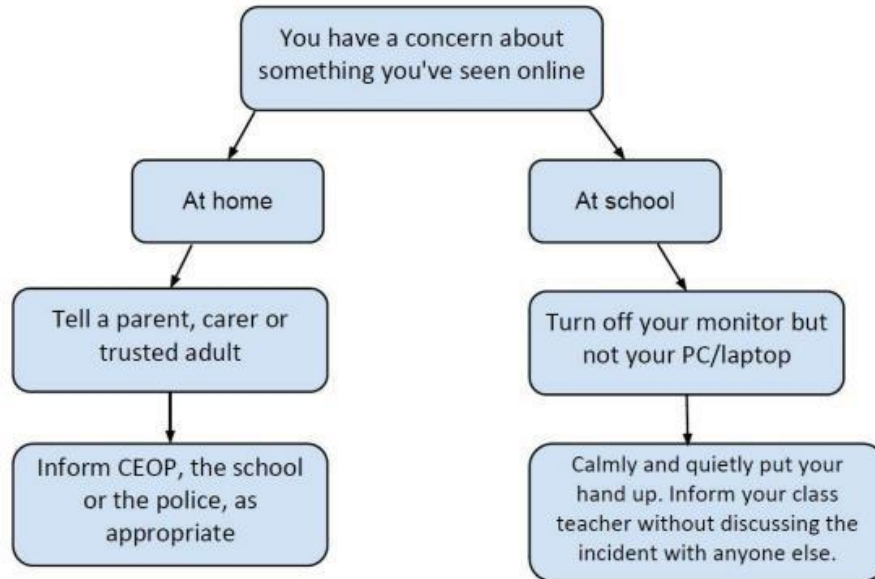 You have a concern about
something you've seen online
At home
At school
Tell a parent, carer or
trusted adult
Turn off your monitor but
not your PC/laptop
Inform CEOP, the school
or the police, as
appropriate
Calmly and quietly put your
hand up. Inform your class
teacher without discussing the
incident with anyone else.